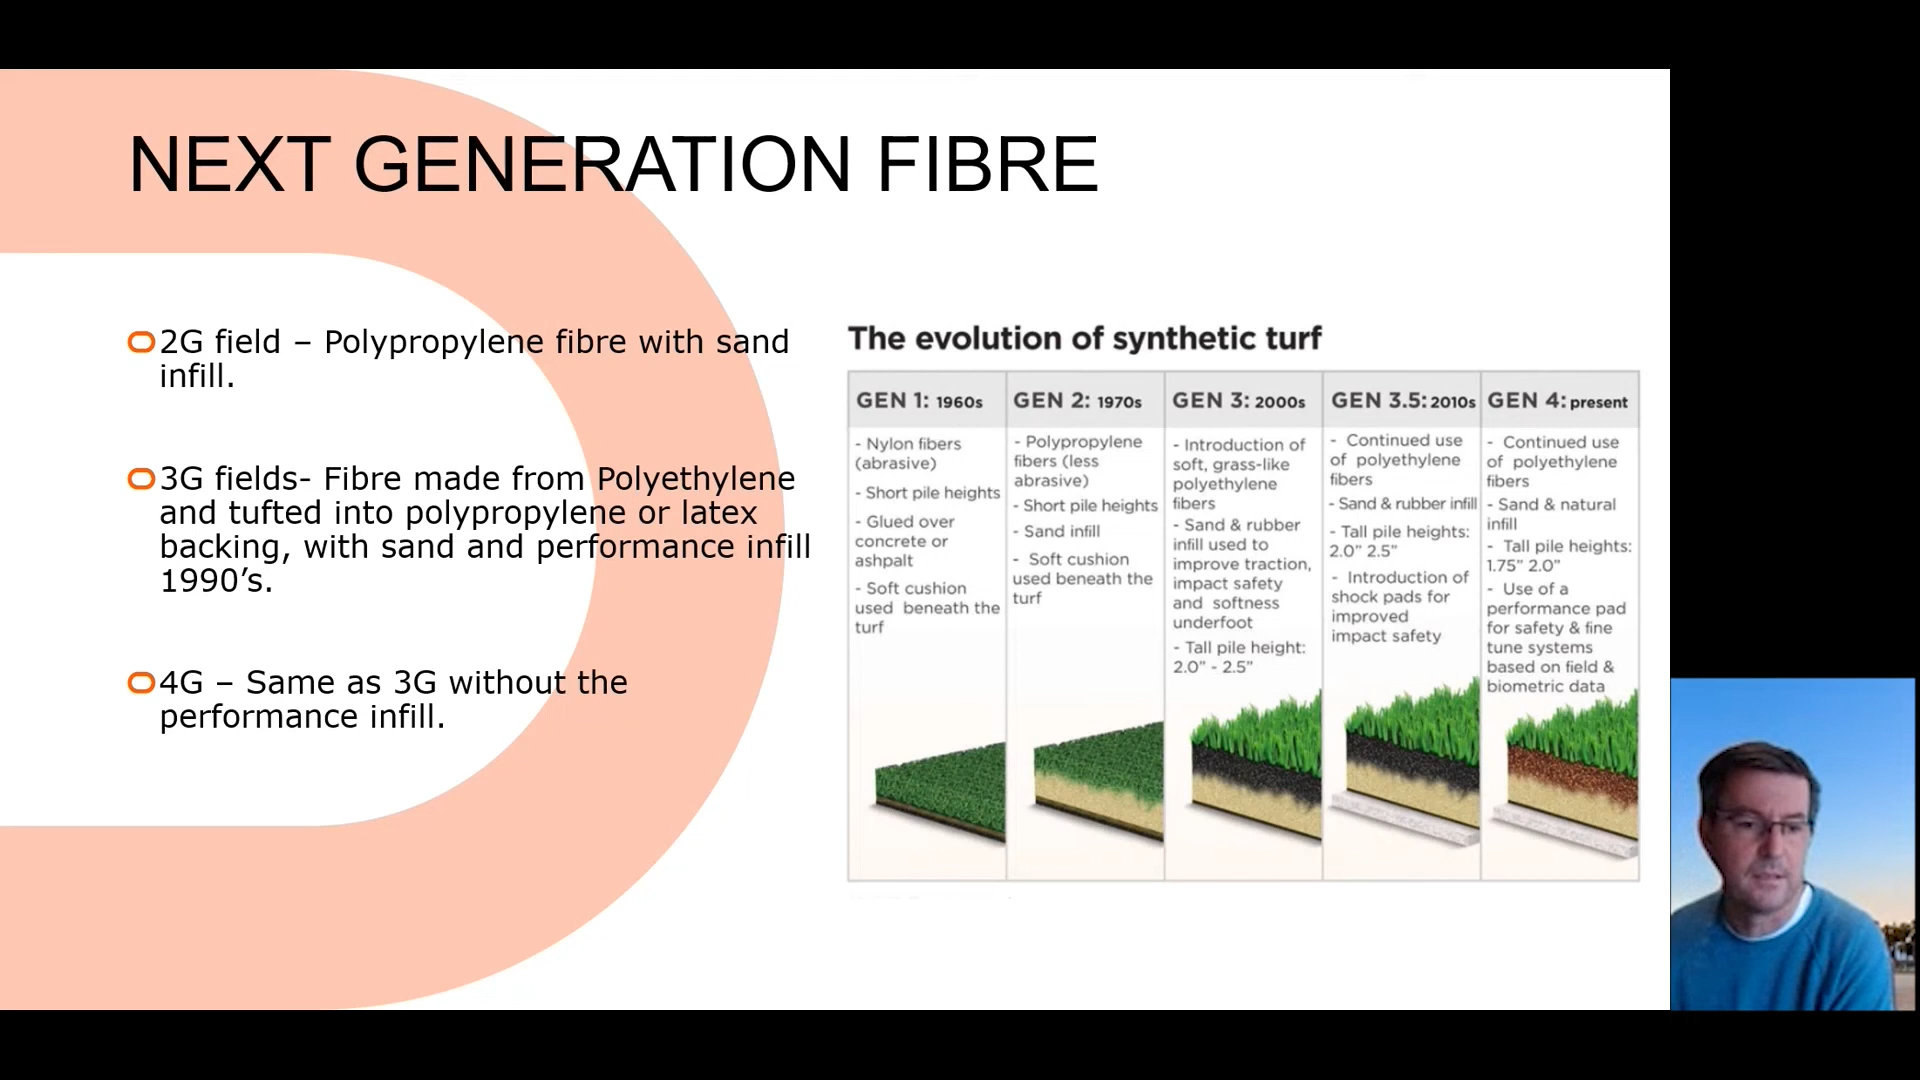 NEXT GENERATION FIBRE
2G field – Polypropylene fibre with sand
infill.
3G fields- Fibre made from Polyethylene
and tufted into polypropylene or latex
backing, with sand and performance infill
1990’s.
4G – Same as 3G without the
performance infill.
The evolution of synthetic turf
GEN 1: 1960s
- Nylon fibers
(abrasive)
- Short pile heights
- Glued over
concrete or
ashpalt
- Soft cushion
used beneath the
turf
GEN 2: 1970s
- Polypropylene
fibers (less
abrasive)
- Short pile heights
- Sand infill
- Soft cushion
used beneath the
turf
GEN 3: 2000s
- Introduction of
soft, grass-like
polyethylene
fibers
- Sand & rubber
infill used to
improve traction,
impact safety
and softness
underfoot
- Tall pile height:
2.0” - 2.5”
GEN 3.5: 2010s
- Continued use
of polyethylene
fibers
- Sand & rubber infill
- Tall pile heights:
2.0” 2.5”
- Introduction of
shock pads for
improved
impact safety
GEN 4: present
- Continued use
of polyethylene
fibers
- Sand & natural
infill
- Tall pile heights:
1.75” 2.0”
- Use of a
performance pad
for safety & fine
tune systems
based on field &
biometric data